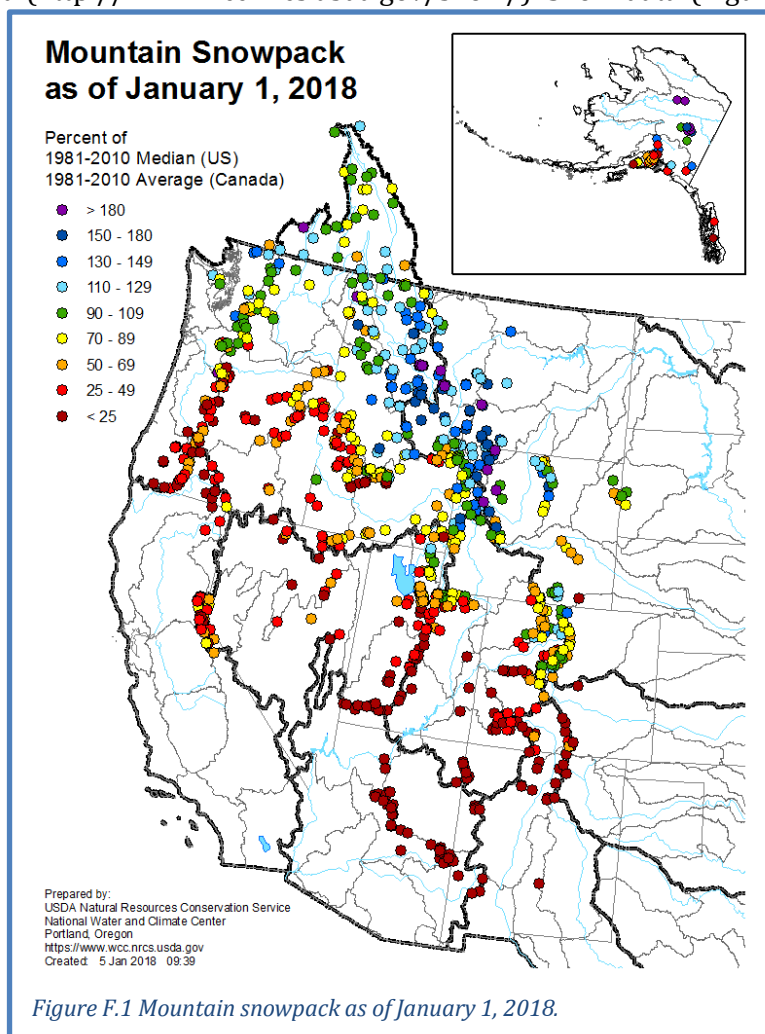 Mountain Snowpack
as of January 1, 2018
Percent of
1981-2010 Median (US)
1981-2010 Average (Canada)
> 180
150 - 180
130 - 149
110 - 129
90 - 109
70 - 89
50 - 69
25 - 49
< 25
Prepared by:
USDA Natural Resources Conservation Service
National Water and Climate Center
Portland, Oregon
https://www.wcc.nrcs.usda.gov
Created: 5 Jan 2018 09:39
Figure F.1 Mountain snowpack as of January 1, 2018.